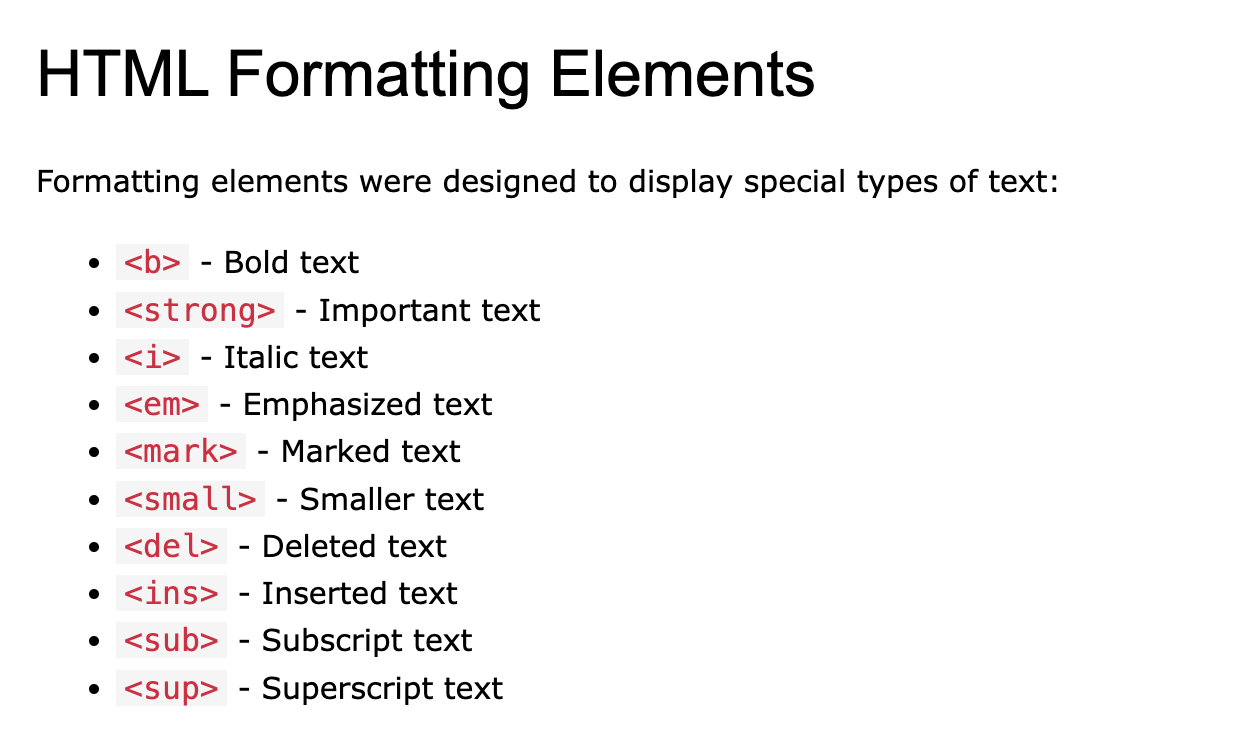 HTML Formatting Elements
Formatting elements were designed to display special types of text:
• <b> - Bold text
• <strong> - Important text
• <i> - Italic text
• <em> - Emphasized text
• <mark> - Marked text
• <small> - Smaller text
• <del> - Deleted text
• <ins> - Inserted text
• <sub> - Subscript text
• <sup> - Superscript text